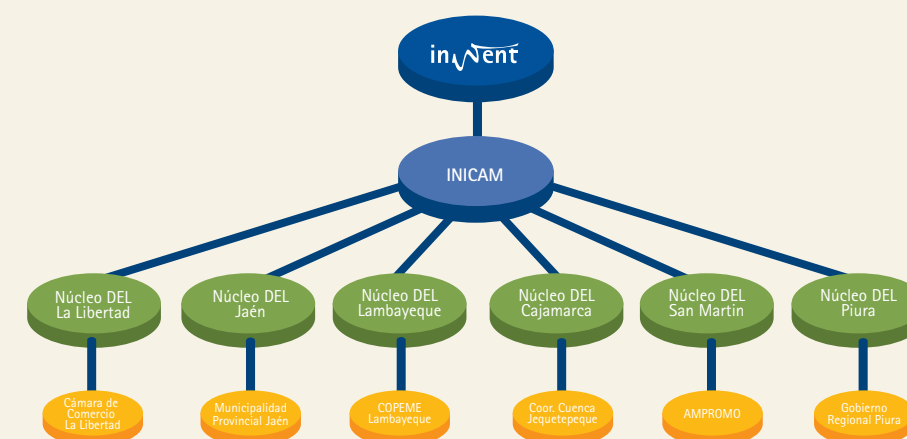 inWent
INICAM
Núcleo DEL
La Libertad
Núcleo DEL
Jaén
Núcleo DEL
Lambayeque
Núcleo DEL
Cajamarca
Núcleo DEL
San Martin
Núcleo DEL
Piura
Cámara de
Comercio
La Libertad
Municipalidad
Provincial Jaén
COPEME
Lambayeque
Coor. Cuenca
Jequetepeque
AMPROMO
Gobierno
Regional Piura